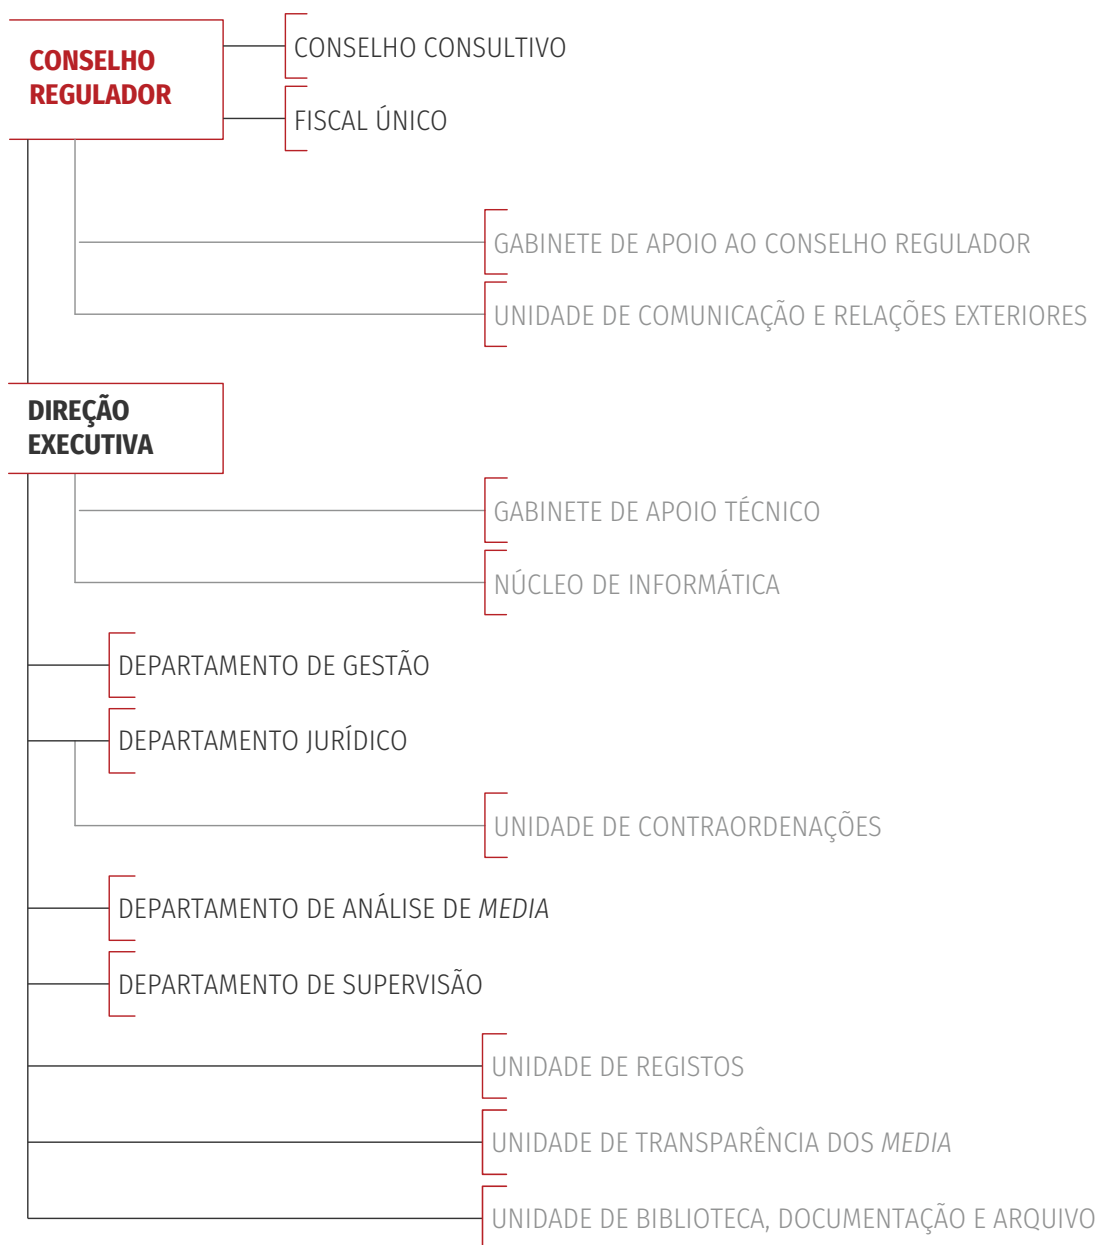 CONSELHO
REGULADOR
CONSELHO CONSULTIVO
FISCAL ÚNICO
GABINETE DE APOIO AO CONSELHO REGULADOR
UNIDADE DE COMUNICAÇÃO E RELAÇÕES EXTERIORES
DIREÇÃO
EXECUTIVA
GABINETE DE APOIO TÉCNICO
NÚCLEO DE INFORMÁTICA
DEPARTAMENTO DE GESTÃO
DEPARTAMENTO JURÍDICO
UNIDADE DE CONTRAORDENAÇÕES
DEPARTAMENTO DE ANÁLISE DE MEDIA
DEPARTAMENTO DE SUPERVISÃO
UNIDADE DE REGISTOS
UNIDADE DE TRANSPARÊNCIA DOS MEDIA
UNIDADE DE BIBLIOTECA, DOCUMENTAÇÃO E ARQUIVO